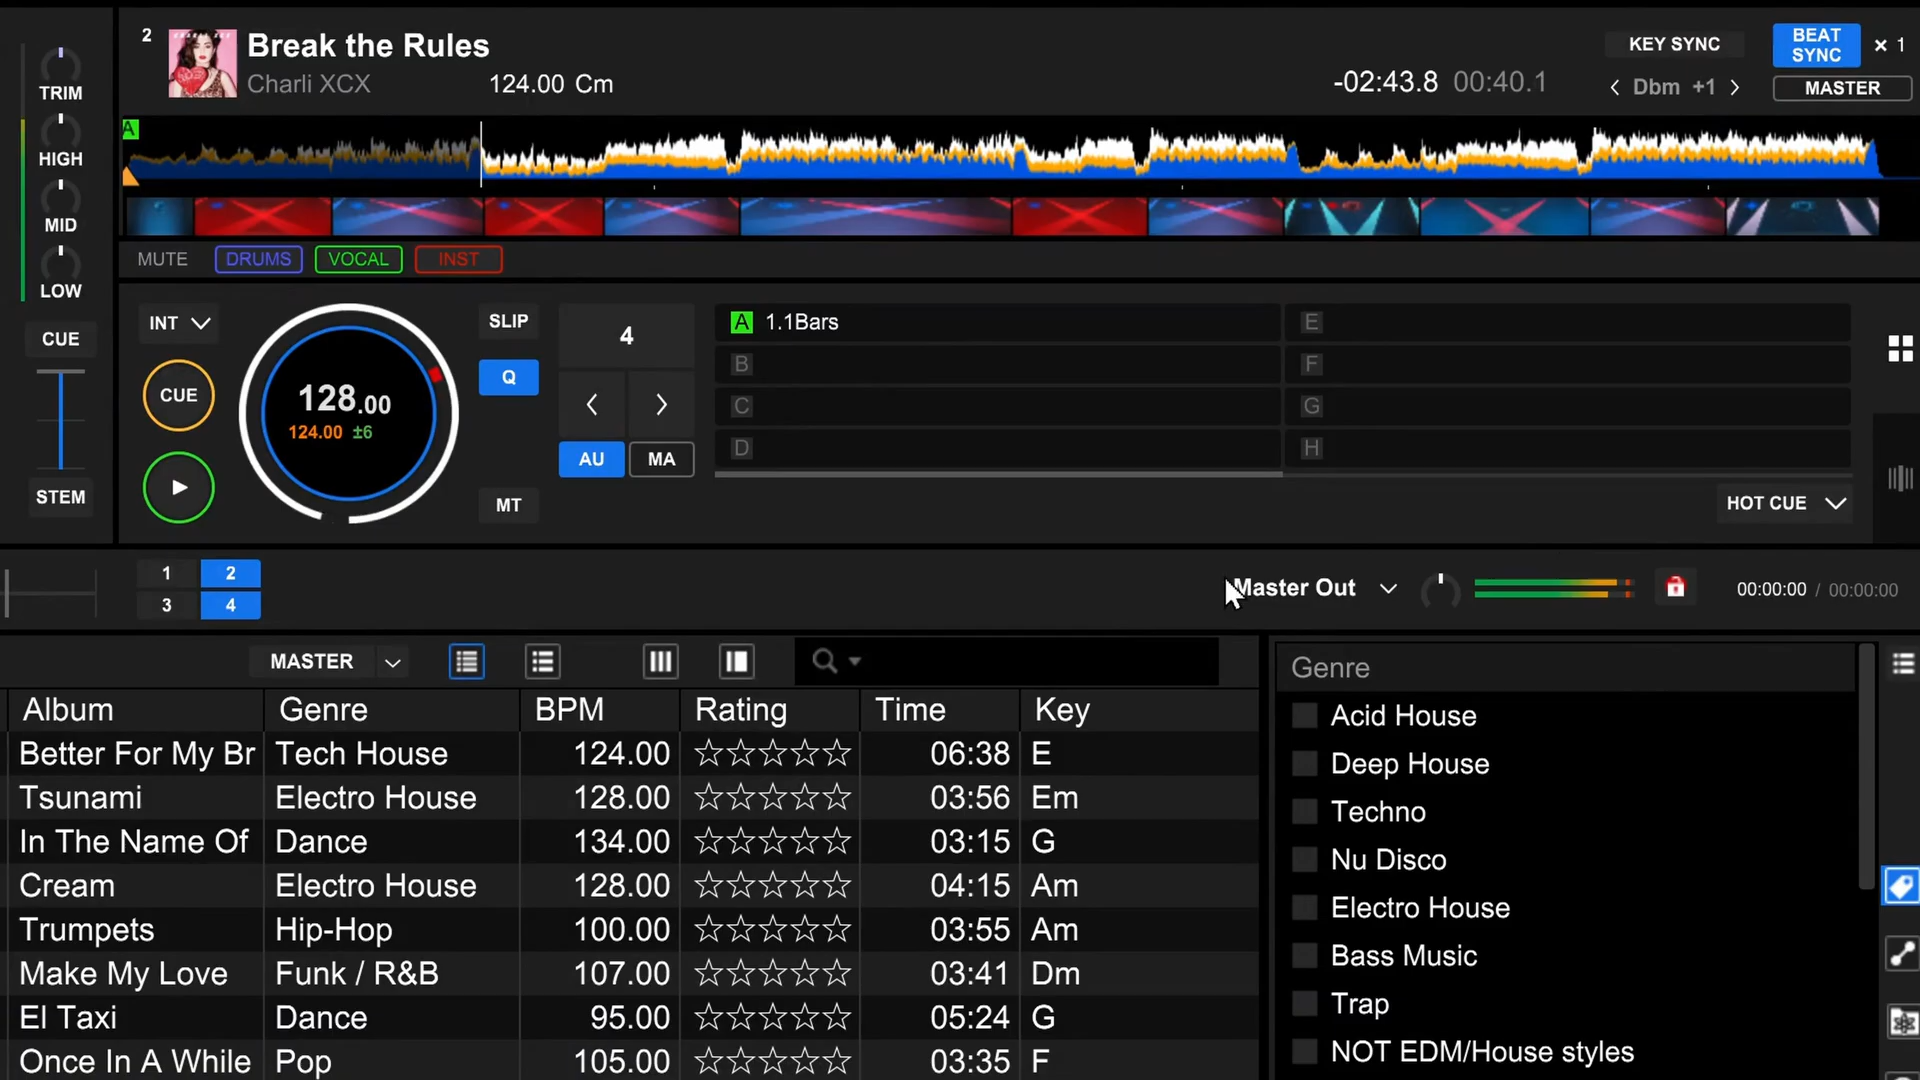 2 Break the Rules
Charli XCX 124.00 Cm
-02:43.8 00:40.1
KEY SYNC
BEAT SYNC × 1
Dbm +1
MASTER
TRIM
HIGH
MID
LOW
CUE
STEM
A
MUTE DRUMS VOCAL INST
INT
CUE
128.00
124.00 ±6
SLIP
Q
MT
4
AU MA
A 1.1Bars
B
C
D
E
F
G
H
HOT CUE
1 2
3 4
Master Out
00:00:00 / 00:00:00
MASTER
Album Genre BPM Rating Time Key
Better For My Br Tech House 124.00 06:38 E
Tsunami Electro House 128.00 03:56 Em
In The Name Of Dance 134.00 03:15 G
Cream Electro House 128.00 04:15 Am
Trumpets Hip-Hop 100.00 03:55 Am
Make My Love Funk / R&B 107.00 03:41 Dm
El Taxi Dance 95.00 05:24 G
Once In A While Pop 105.00 03:35 F
Genre
Acid House
Deep House
Techno
Nu Disco
Electro House
Bass Music
Trap
NOT EDM/House styles